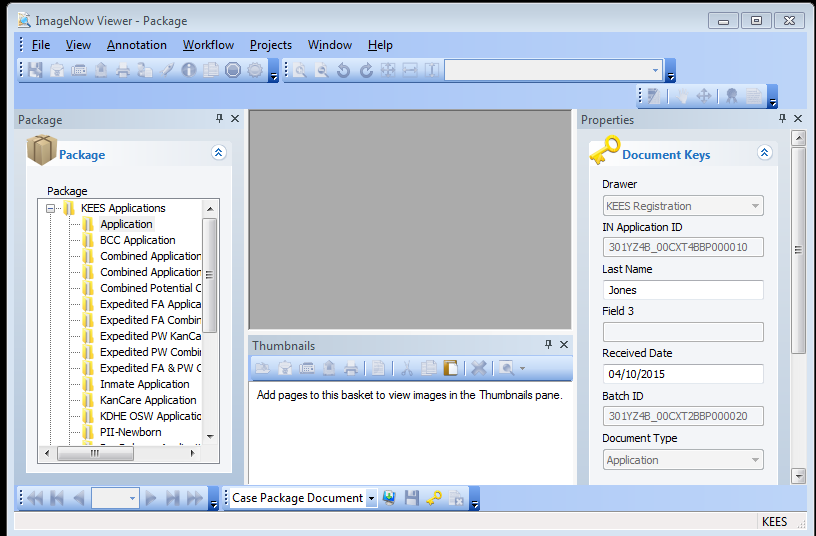 ImageNow Viewer - Package
File View Annotation Workflow Projects Window Help
Package
Package
Package
KEES Applications
Application
BCC Application
Combined Application
Combined Application
Combined Potential C
Expedited FA Applica
Expedited FA Combin
Expedited PW KanCa
Expedited PW Combi
Expedited FA & PW C
Inmate Application
KanCare Application
KDHE OSW Applicatio
PII-Newborn
Thumbnails
Add pages to this basket to view images in the Thumbnails pane.
Properties
Document Keys
Drawer
KEES Registration
IN Application ID
301YZ4B_00CXT4BBP000010
Last Name
Jones
Field 3
Received Date
04/10/2015
Batch ID
301YZ4B_00CXT2BBP000020
Document Type
Application
Case Package Document
KEES